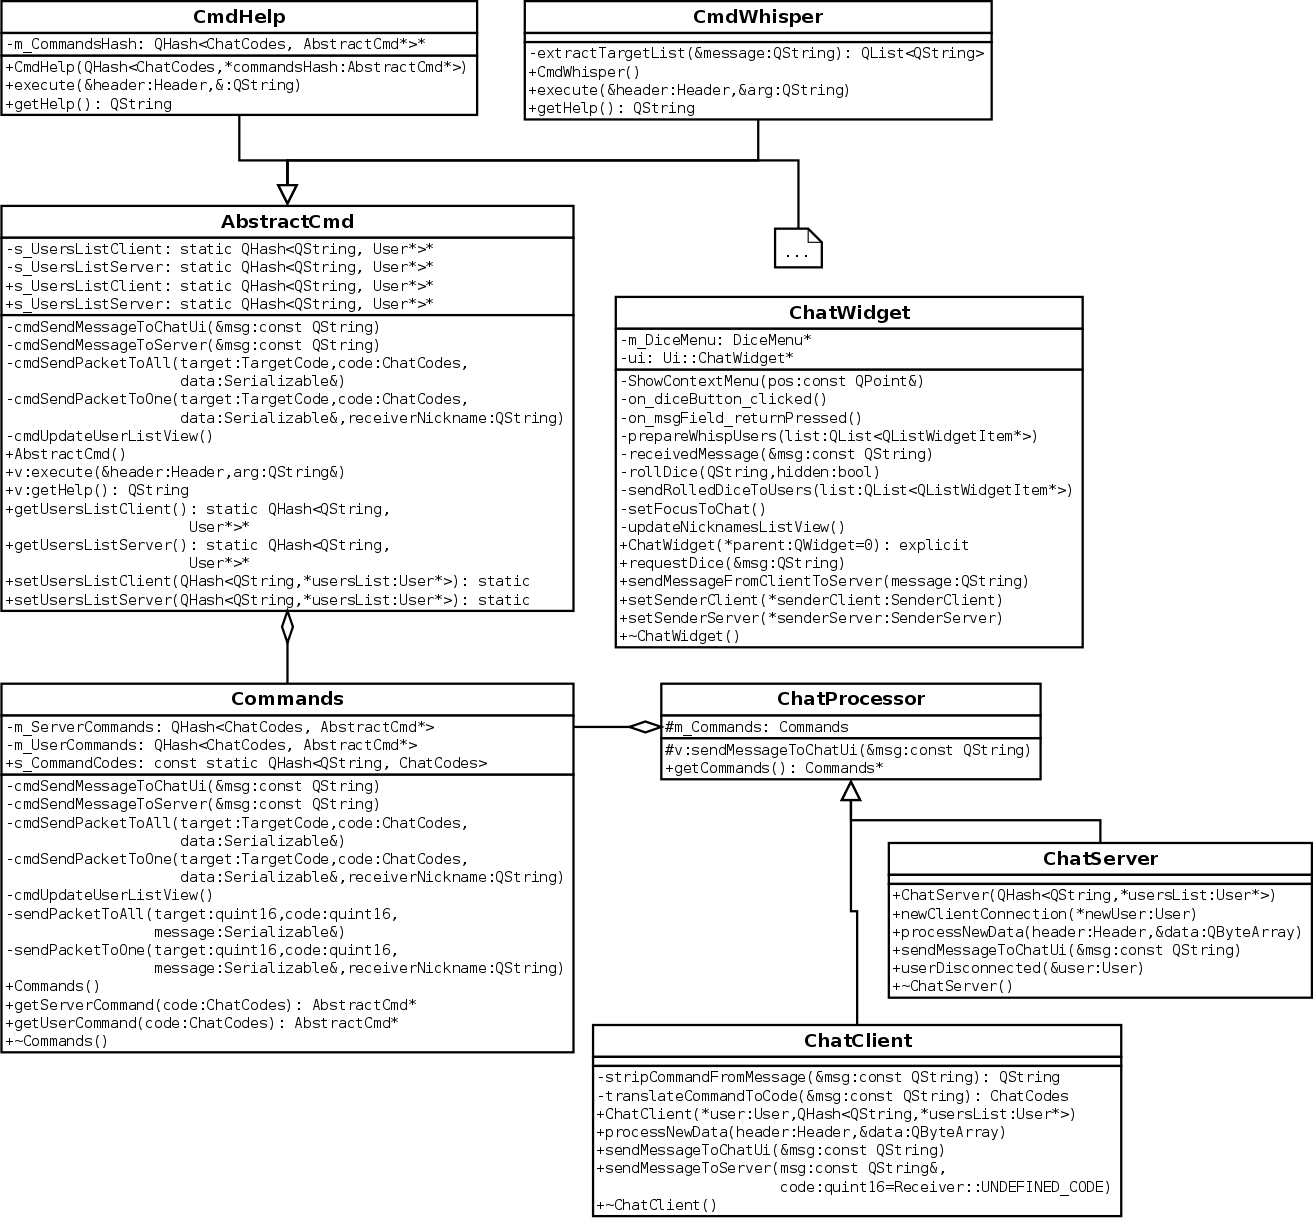 CmdHelp
-m_CommandsHash: QHash<ChatCodes, AbstractCmd*>*
+CmdHelp(QHash<ChatCodes,*commandsHash:AbstractCmd*>)
+execute(&header:Header,&:QString)
+getHelp(): QString
CmdWhisper
-extractTargetList(&message:QString): QList<QString>
+CmdWhisper()
+execute(&header:Header,&arg:QString)
+getHelp(): QString
AbstractCmd
-s_UsersListClient: static QHash<QString, User*>*
-s_UsersListServer: static QHash<QString, User*>*
+s_UsersListClient: static QHash<QString, User*>*
+s_UsersListServer: static QHash<QString, User*>*
-cmdSendMessageToChatUi(&msg:const QString)
-cmdSendMessageToServer(&msg:const QString)
-cmdSendPacketToAll(target:TargetCode,code:ChatCodes,
data:Serializable&)
-cmdSendPacketToOne(target:TargetCode,code:ChatCodes,
data:Serializable&,receiverNickname:QString)
-cmdUpdateUserListView()
+AbstractCmd()
+v:execute(&header:Header,arg:QString&)
+v:getHelp(): QString
+getUsersListClient(): static QHash<QString,
User*>*
+getUsersListServer(): static QHash<QString,
User*>*
+setUsersListClient(QHash<QString,*usersList:User*>): static
+setUsersListServer(QHash<QString,*usersList:User*>): static
...
ChatWidget
-m_DiceMenu: DiceMenu*
-ui: Ui::ChatWidget*
-ShowContextMenu(pos:const QPoint&)
-on_diceButton_clicked()
-on_msgField_returnPressed()
-prepareWhispUsers(list:QList<QListWidgetItem*>)
-receivedMessage(&msg:const QString)
-rollDice(QString,hidden:bool)
-sendRolledDiceToUsers(list:QList<QListWidgetItem*>)
-setFocusToChat()
-updateNicknamesListView()
+ChatWidget(*parent:QWidget=0): explicit
+requestDice(&msg:QString)
+sendMessageFromClientToServer(message:QString)
+setSenderClient(*senderClient:SenderClient)
+setSenderServer(*senderServer:SenderServer)
+~ChatWidget()
Commands
-m_ServerCommands: QHash<ChatCodes, AbstractCmd*>
-m_UserCommands: QHash<ChatCodes, AbstractCmd*>
+s_CommandCodes: const static QHash<QString, ChatCodes>
-cmdSendMessageToChatUi(&msg:const QString)
-cmdSendMessageToServer(&msg:const QString)
-cmdSendPacketToAll(target:TargetCode,code:ChatCodes,
data:Serializable&)
-cmdSendPacketToOne(target:TargetCode,code:ChatCodes,
data:Serializable&,receiverNickname:QString)
-cmdUpdateUserListView()
-sendPacketToAll(target:quint16,code:quint16,
message:Serializable&)
-sendPacketToOne(target:quint16,code:quint16,
message:Serializable&,receiverNickname:QString)
+Commands()
+getServerCommand(code:ChatCodes): AbstractCmd*
+getUserCommand(code:ChatCodes): AbstractCmd*
+~Commands()
ChatProcessor
#m_Commands: Commands
#v:sendMessageToChatUi(&msg:const QString)
+getCommands(): Commands*
ChatServer
+ChatServer(QHash<QString,*usersList:User*>)
+newClientConnection(*newUser:User)
+processNewData(header:Header,&data:QByteArray)
+sendMessageToChatUi(&msg:const QString)
+userDisconnected(&user:User)
+~ChatServer()
ChatClient
-stripCommandFromMessage(&msg:const QString): QString
-translateCommandToCode(&msg:const QString): ChatCodes
+ChatClient(*user:User,QHash<QString,*usersList:User*>)
+processNewData(header:Header,&data:QByteArray)
+sendMessageToChatUi(&msg:const QString)
+sendMessageToServer(msg:const QString&,
code:quint16=Receiver::UNDEFINED_CODE)
+~ChatClient()